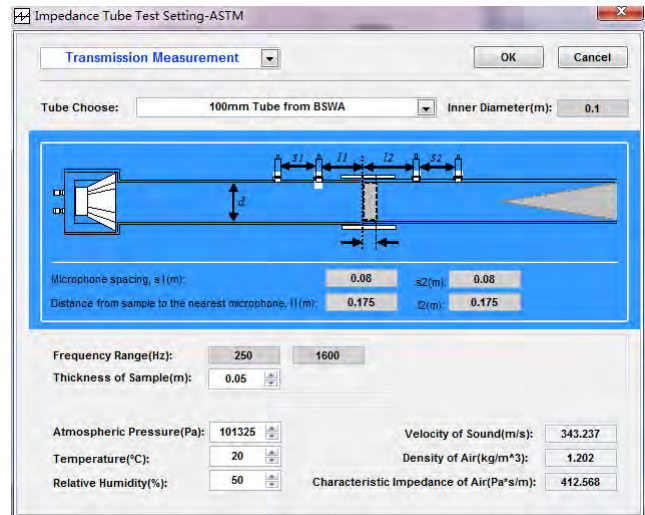 Impedance Tube Test Setting-ASTM
Transmission Measurement
OK
Cancel
Tube Choose:
100mm Tube from BSWA
Inner Diameter(m):
0.1
s1 l1 l2 s2
d
Microphone spacing, s1(m):
0.08
s2(m):
0.08
Distance from sample to the nearest microphone, l1(m):
0.175
l2(m):
0.175
Frequency Range(Hz):
250
1600
Thickness of Sample(m):
0.05
Atmospheric Pressure(Pa):
101325
Velocity of Sound(m/s):
343.237
Temperature(°C):
20
Density of Air(kg/m^3):
1.202
Relative Humidity(%):
50
Characteristic Impedance of Air(Pa*s/m):
412.568